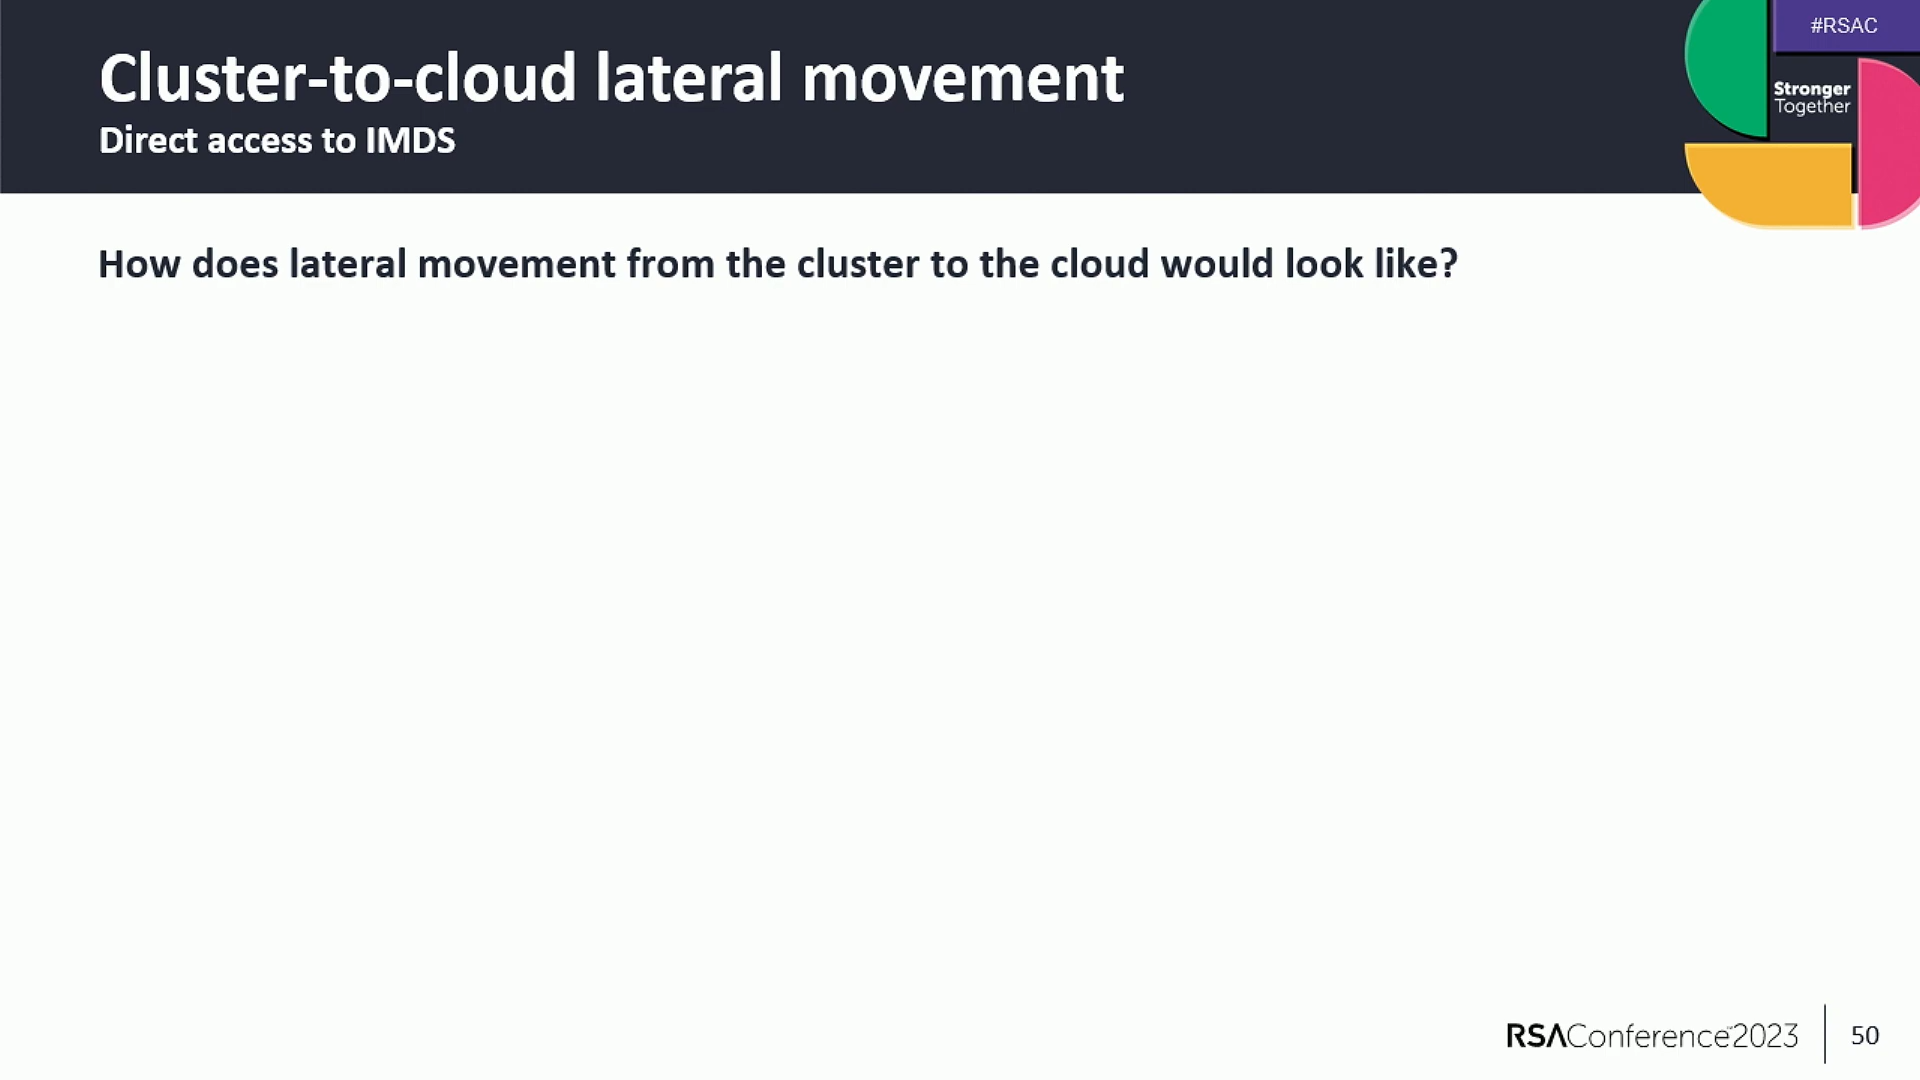 #RSAC
Cluster-to-cloud lateral movement
Stronger
Together
Direct access to IMDS
How does lateral movement from the cluster to the cloud would look like?
RSAConference™2023
50